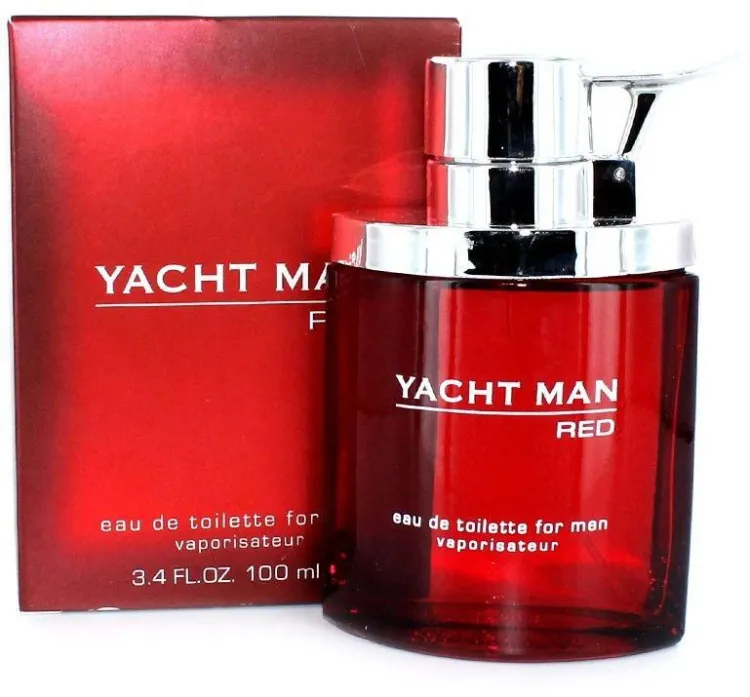 YACHT MA
eau de toilette for
vaporisateur
3.4 FL.OZ. 100 ml
YACHT MAN
RED
eau de toilette for men
vaporisateur